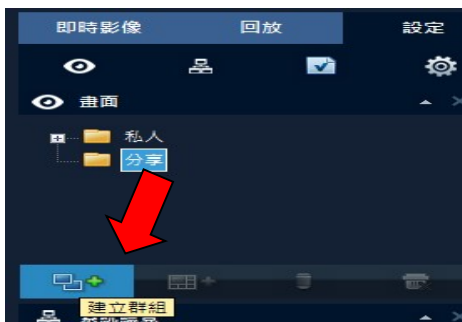 即時影像 回放 設定
畫面
私人
分享
建立群組